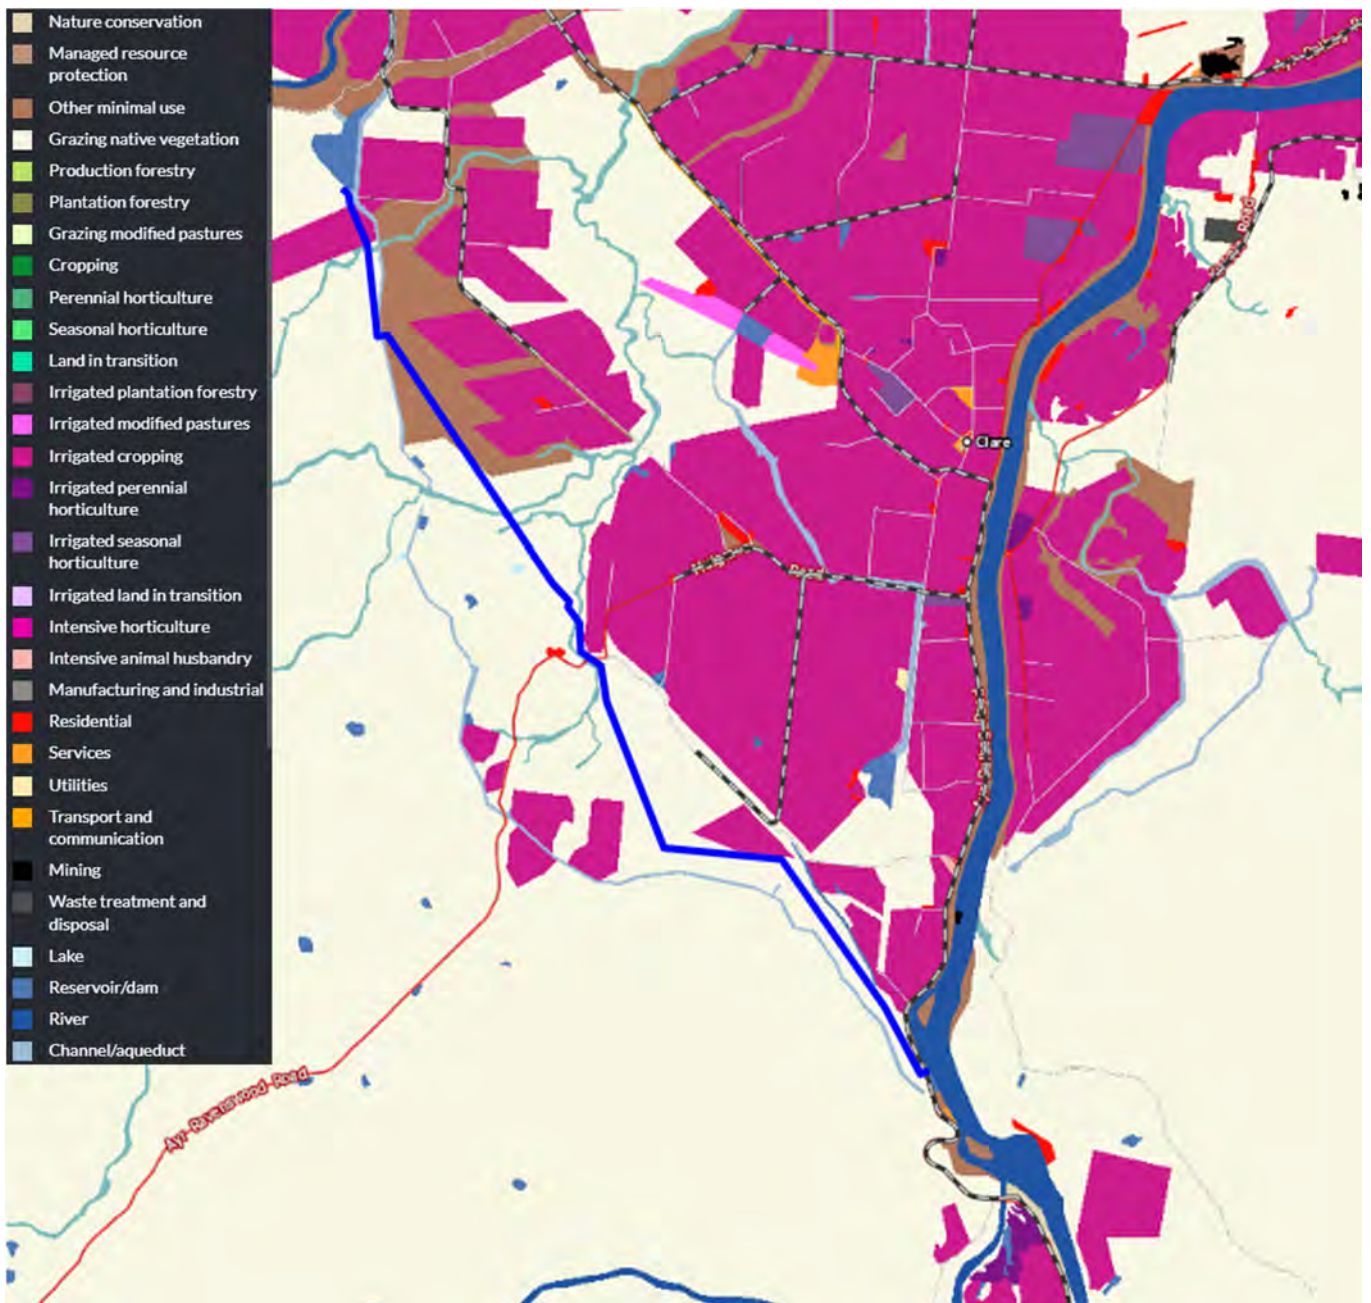 Nature conservation
Managed resource
protection
Other minimal use
Grazing native vegetation
Production forestry
Plantation forestry
Grazing modified pastures
Cropping
Perennial horticulture
Seasonal horticulture
Land in transition
Irrigated plantation forestry
Irrigated modified pastures
Irrigated cropping
Irrigated perennial
horticulture
Irrigated seasonal
horticulture
Irrigated land in transition
Intensive horticulture
Intensive animal husbandry
Manufacturing and industrial
Residential
Services
Utilities
Transport and
communication
Mining
Waste treatment and
disposal
Lake
Reservoir/dam
River
Channel/aqueduct
Road
Clare
Road
Ayr-Ravenswood-Road